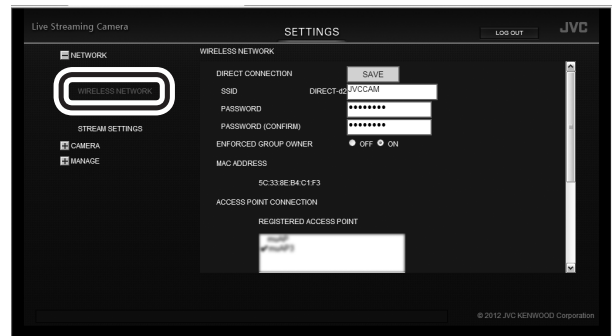 Live Streaming Camera
SETTINGS
LOG OUT
JVC
NETWORK
WIRELESS NETWORK
STREAM SETTINGS
CAMERA
MANAGE
WIRELESS NETWORK
DIRECT CONNECTION SAVE
SSID DIRECT-d2 JVCCAM
PASSWORD ••••••••
PASSWORD (CONFIRM) ••••••••
ENFORCED GROUP OWNER OFF ON
MAC ADDRESS
5C:33:8E:B4:C1:F3
ACCESS POINT CONNECTION
REGISTERED ACCESS POINT
© 2012 JVC KENWOOD Corporation